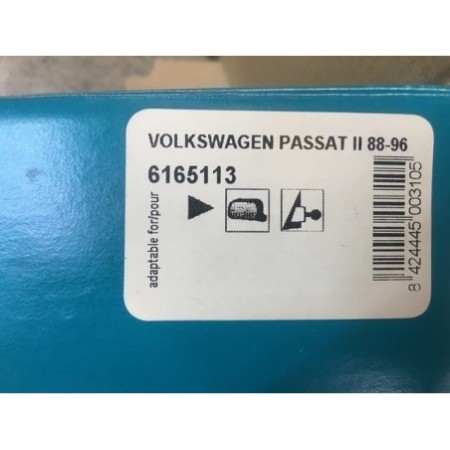 VOLKSWAGEN PASSAT II 88-96
6165113
adaptable for/pour
8 424445 003105